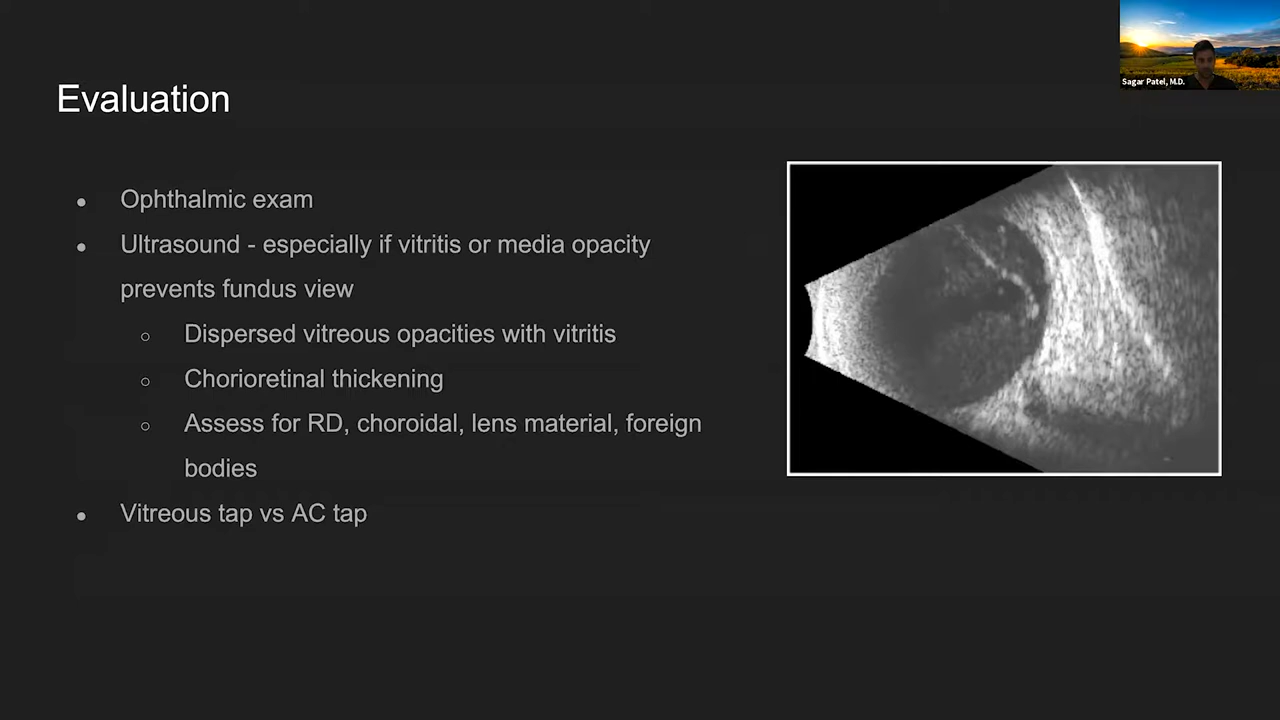 Sagar Patel, M.D.
Evaluation
● Ophthalmic exam
● Ultrasound - especially if vitritis or media opacity
prevents fundus view
○ Dispersed vitreous opacities with vitritis
○ Chorioretinal thickening
○ Assess for RD, choroidal, lens material, foreign
bodies
● Vitreous tap vs AC tap